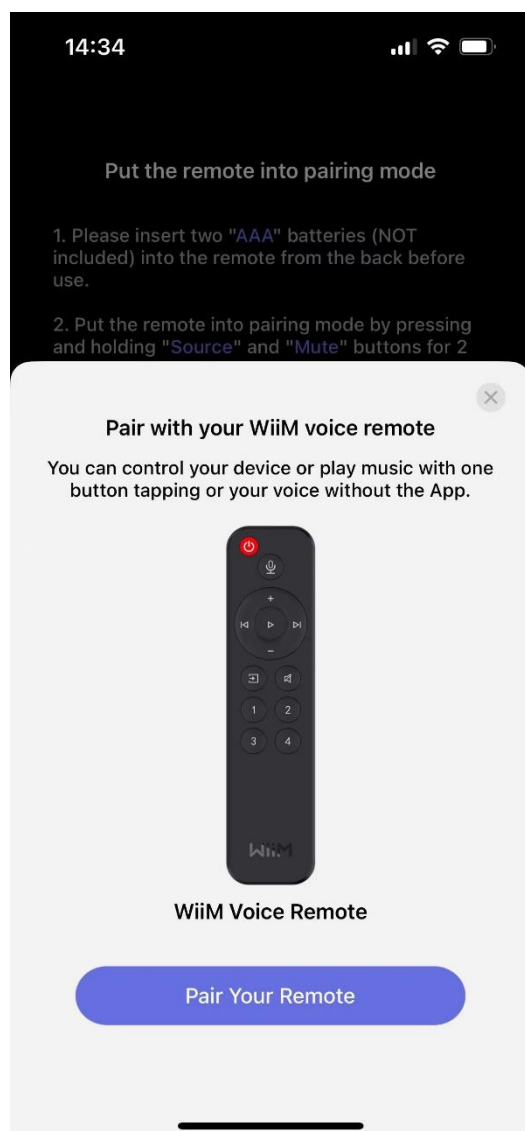 14:34
Put the remote into pairing mode
1. Please insert two "AAA" batteries (NOT
included) into the remote from the back before
use.
2. Put the remote into pairing mode by pressing
and holding "Source" and "Mute" buttons for 2
Pair with your WiiM voice remote
You can control your device or play music with one
button tapping or your voice without the App.
+
−
1 2
3 4
WiiM
WiiM Voice Remote
Pair Your Remote